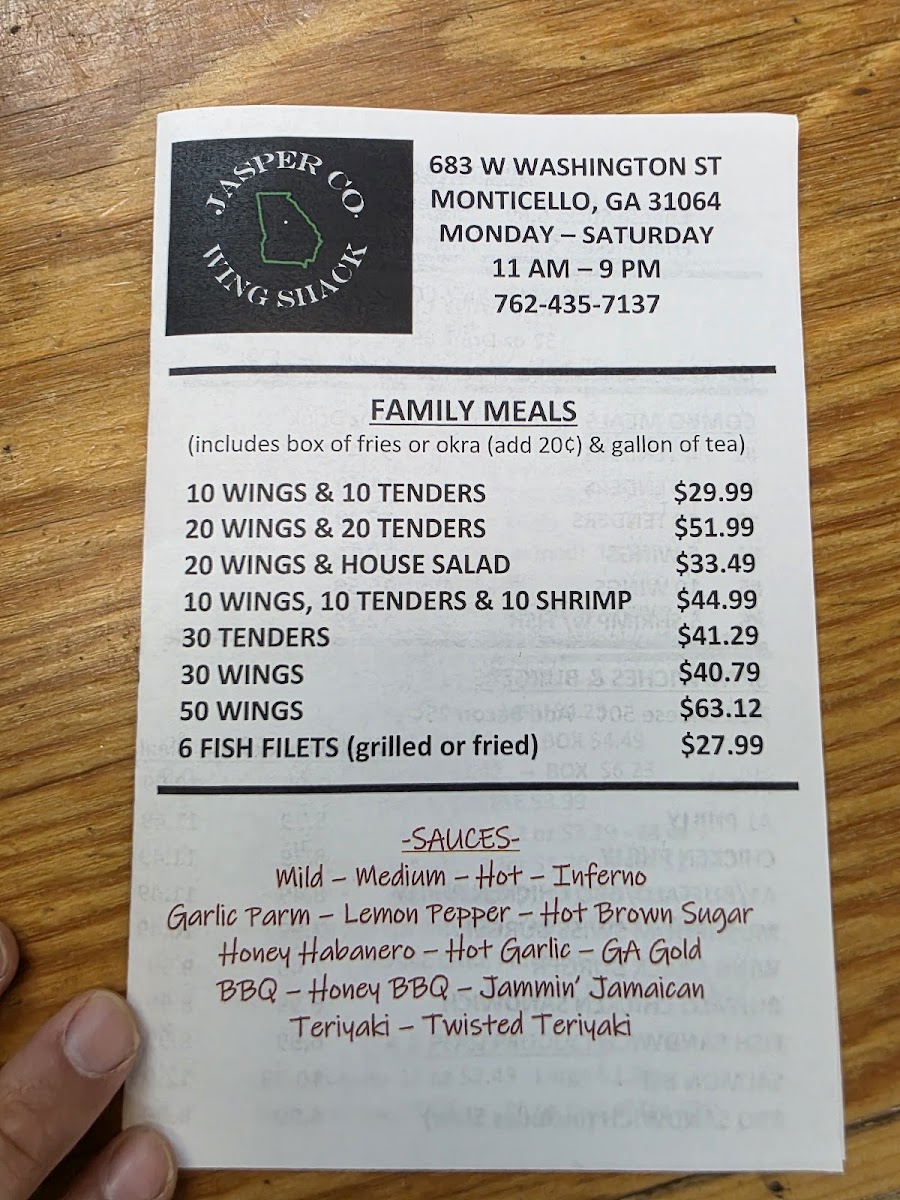 JASPER CO.
WING SHACK
683 W WASHINGTON ST
MONTICELLO, GA 31064
MONDAY – SATURDAY
11 AM – 9 PM
762-435-7137
FAMILY MEALS
(includes box of fries or okra (add 20¢) & gallon of tea)
10 WINGS & 10 TENDERS $29.99
20 WINGS & 20 TENDERS $51.99
20 WINGS & HOUSE SALAD $33.49
10 WINGS, 10 TENDERS & 10 SHRIMP $44.99
30 TENDERS $41.29
30 WINGS $40.79
50 WINGS $63.12
6 FISH FILETS (grilled or fried) $27.99
-SAUCES-
Mild – Medium – Hot – Inferno
Garlic Parm – Lemon Pepper – Hot Brown Sugar
Honey Habanero – Hot Garlic – GA Gold
BBQ – Honey BBQ – Jammin' Jamaican
Teriyaki – Twisted Teriyaki